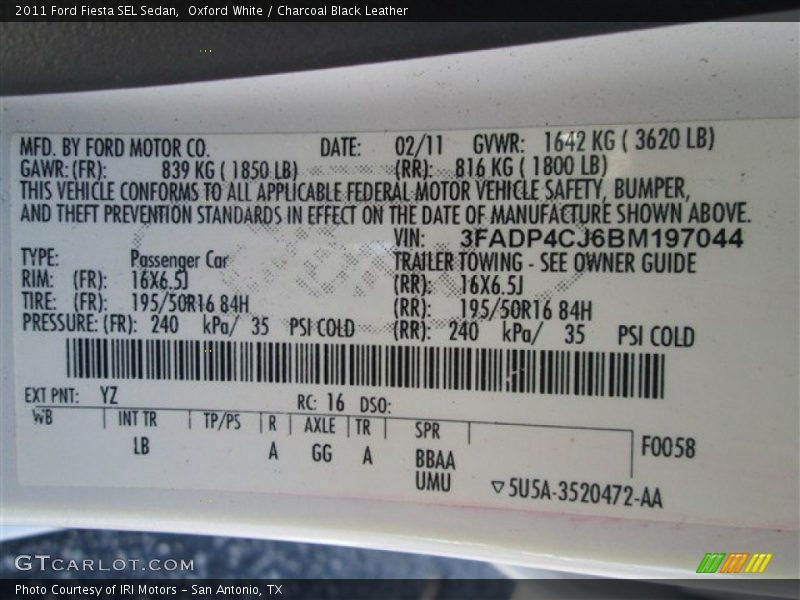 2011 Ford Fiesta SEL Sedan,  Oxford White / Charcoal Black Leather
MFD. BY FORD MOTOR CO. DATE: 02/11 GVWR: 1642 KG ( 3620 LB)
GAWR: (FR): 839 KG ( 1850 LB) (RR): 816 KG ( 1800 LB)
THIS VEHICLE CONFORMS TO ALL APPLICABLE FEDERAL MOTOR VEHICLE SAFETY, BUMPER,
AND THEFT PREVENTION STANDARDS IN EFFECT ON THE DATE OF MANUFACTURE SHOWN ABOVE.
VIN: 3FADP4CJ6BM197044
TYPE: Passenger Car TRAILER TOWING - SEE OWNER GUIDE
RIM: (FR): 16X6.5J (RR): 16X6.5J
TIRE: (FR): 195/50R16 84H (RR): 195/50R16 84H
PRESSURE: (FR): 240 kPa/ 35 PSI COLD (RR): 240 kPa/ 35 PSI COLD
EXT PNT: YZ RC: 16 DSO:
WB INT TR TP/PS R AXLE TR SPR
LB A GG A BBAA F0058
UMU ▽5U5A-3520472-AA
GTCARLOT.COM
Photo Courtesy of IRI Motors – San Antonio, TX